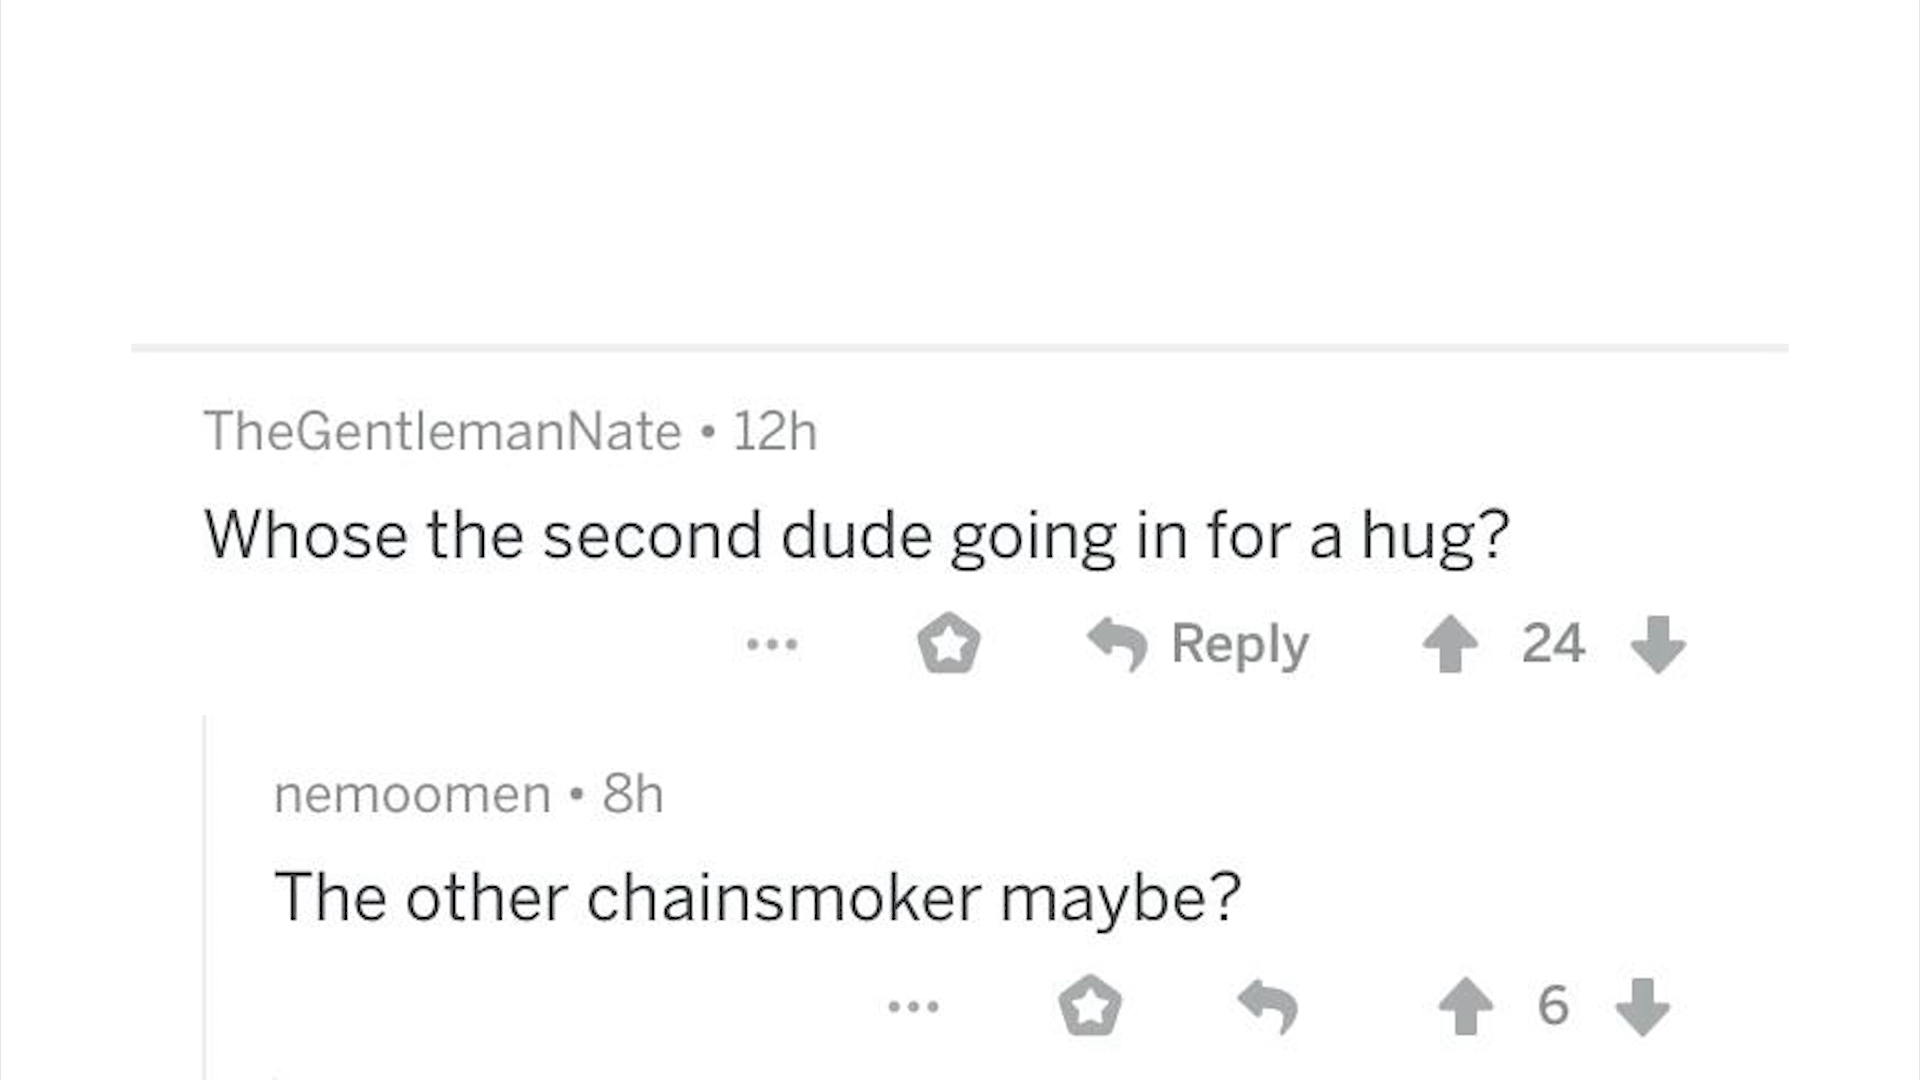 TheGentlemanNate • 12h
Whose the second dude going in for a hug?
... Reply 24
nemoomen • 8h
The other chainsmoker maybe?
... 6